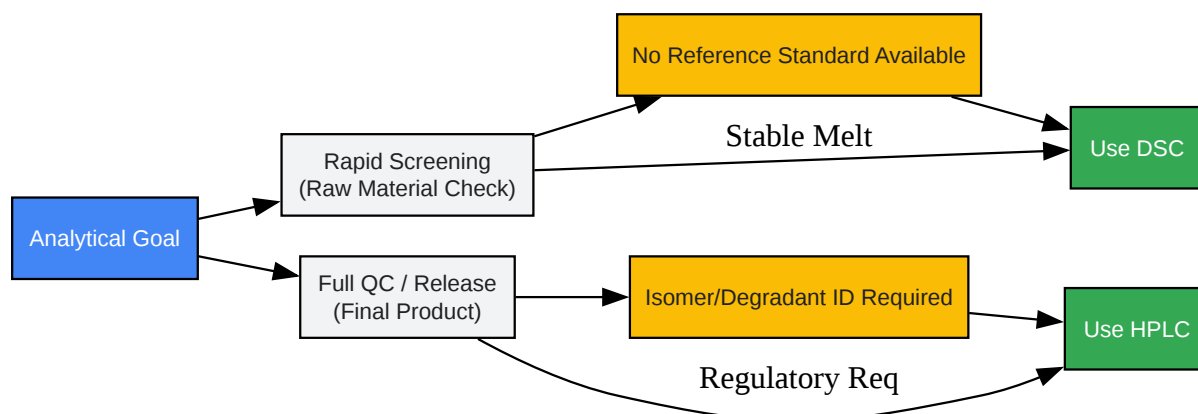 No Reference Standard Available
Stable Melt
Use DSC
Rapid Screening
(Raw Material Check)
Analytical Goal
Full QC / Release
(Final Product)
Isomer/Degradant ID Required
Use HPLC
Regulatory Req